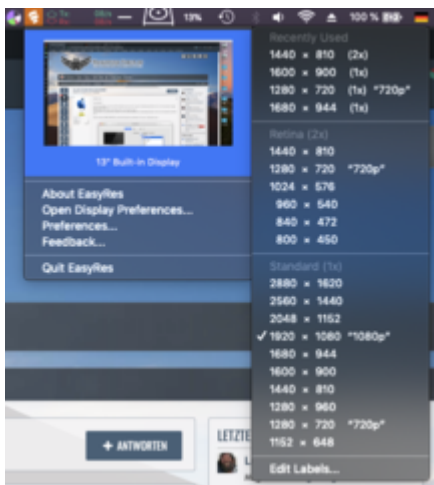 13%
100 %
13" Built-in Display
About EasyRes
Open Display Preferences...
Preferences...
Feedback...
Quit EasyRes
Recently Used
1440 × 810 (2x)
1600 × 900 (1x)
1280 × 720 (1x) "720p"
1680 × 944 (1x)
Retina (2x)
1440 × 810
1280 × 720 "720p"
1024 × 576
960 × 540
840 × 472
800 × 450
Standard (1x)
2880 × 1620
2560 × 1440
2048 × 1152
✓ 1920 × 1080 "1080p"
1680 × 944
1600 × 900
1440 × 810
1280 × 960
1280 × 720 "720p"
1152 × 648
Edit Labels...
+ ANTWORTEN
LETZTE